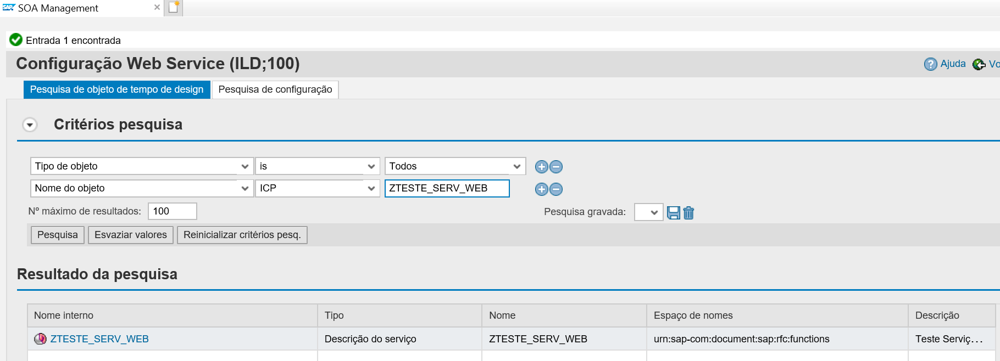 SAP SOA Management
Entrada 1 encontrada
Configuração Web Service (ILD;100)
Ajuda Vo
Pesquisa de objeto de tempo de design Pesquisa de configuração
Critérios pesquisa
Tipo de objeto is Todos
Nome do objeto ICP ZTESTE_SERV_WEB
Nº máximo de resultados: 100 Pesquisa gravada:
Pesquisa Esvaziar valores Reinicializar critérios pesq.
Resultado da pesquisa
Nome interno Tipo Nome Espaço de nomes Descrição
ZTESTE_SERV_WEB Descrição do serviço ZTESTE_SERV_WEB urn:sap-com:document:sap:rfc:functions Teste Serviç...